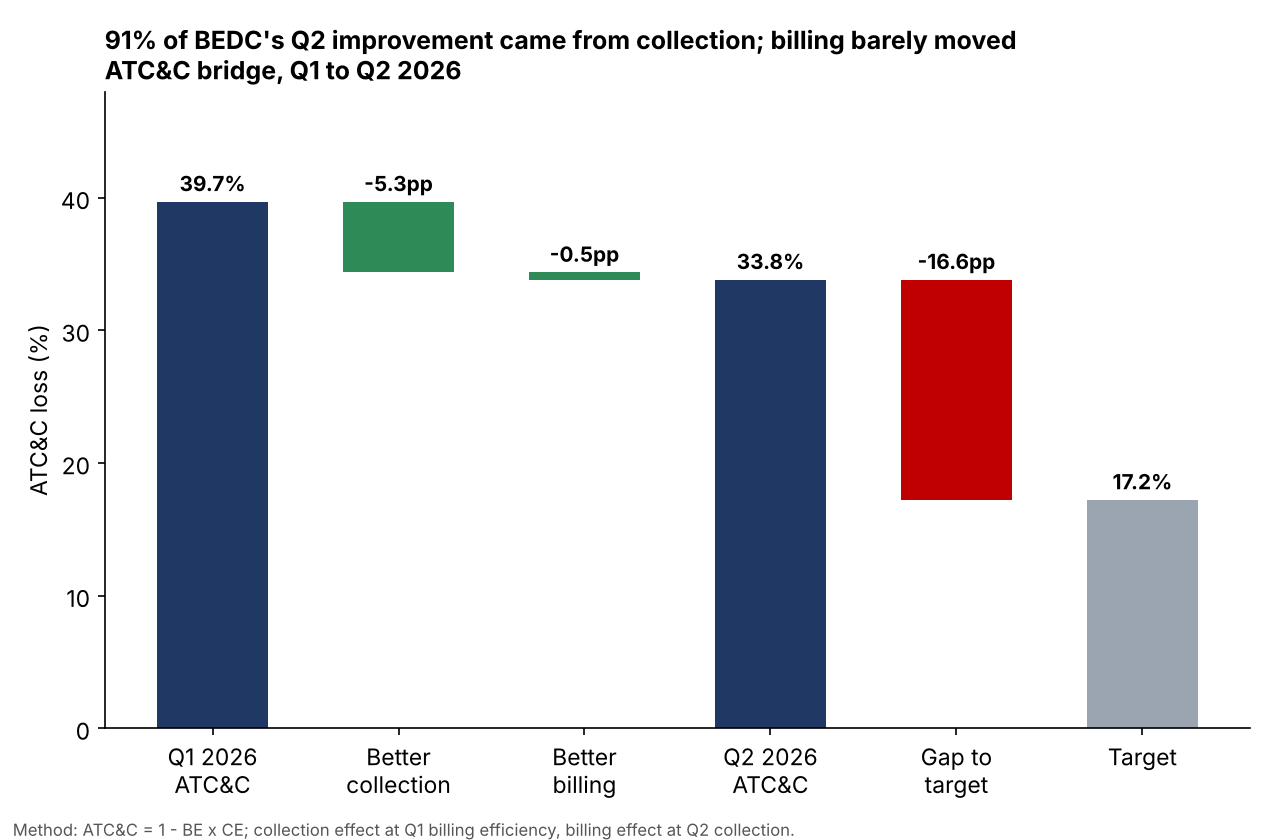 91% of BEDC's Q2 improvement came from collection; billing barely moved
ATC&C bridge, Q1 to Q2 2026
39.7%
-5.3pp
-0.5pp
33.8%
-16.6pp
17.2%
ATC&C loss (%)
40
30
20
10
0
Q1 2026
ATC&C
Better
collection
Better
billing
Q2 2026
ATC&C
Gap to
target
Target
Method: ATC&C = 1 - BE x CE; collection effect at Q1 billing efficiency, billing effect at Q2 collection.